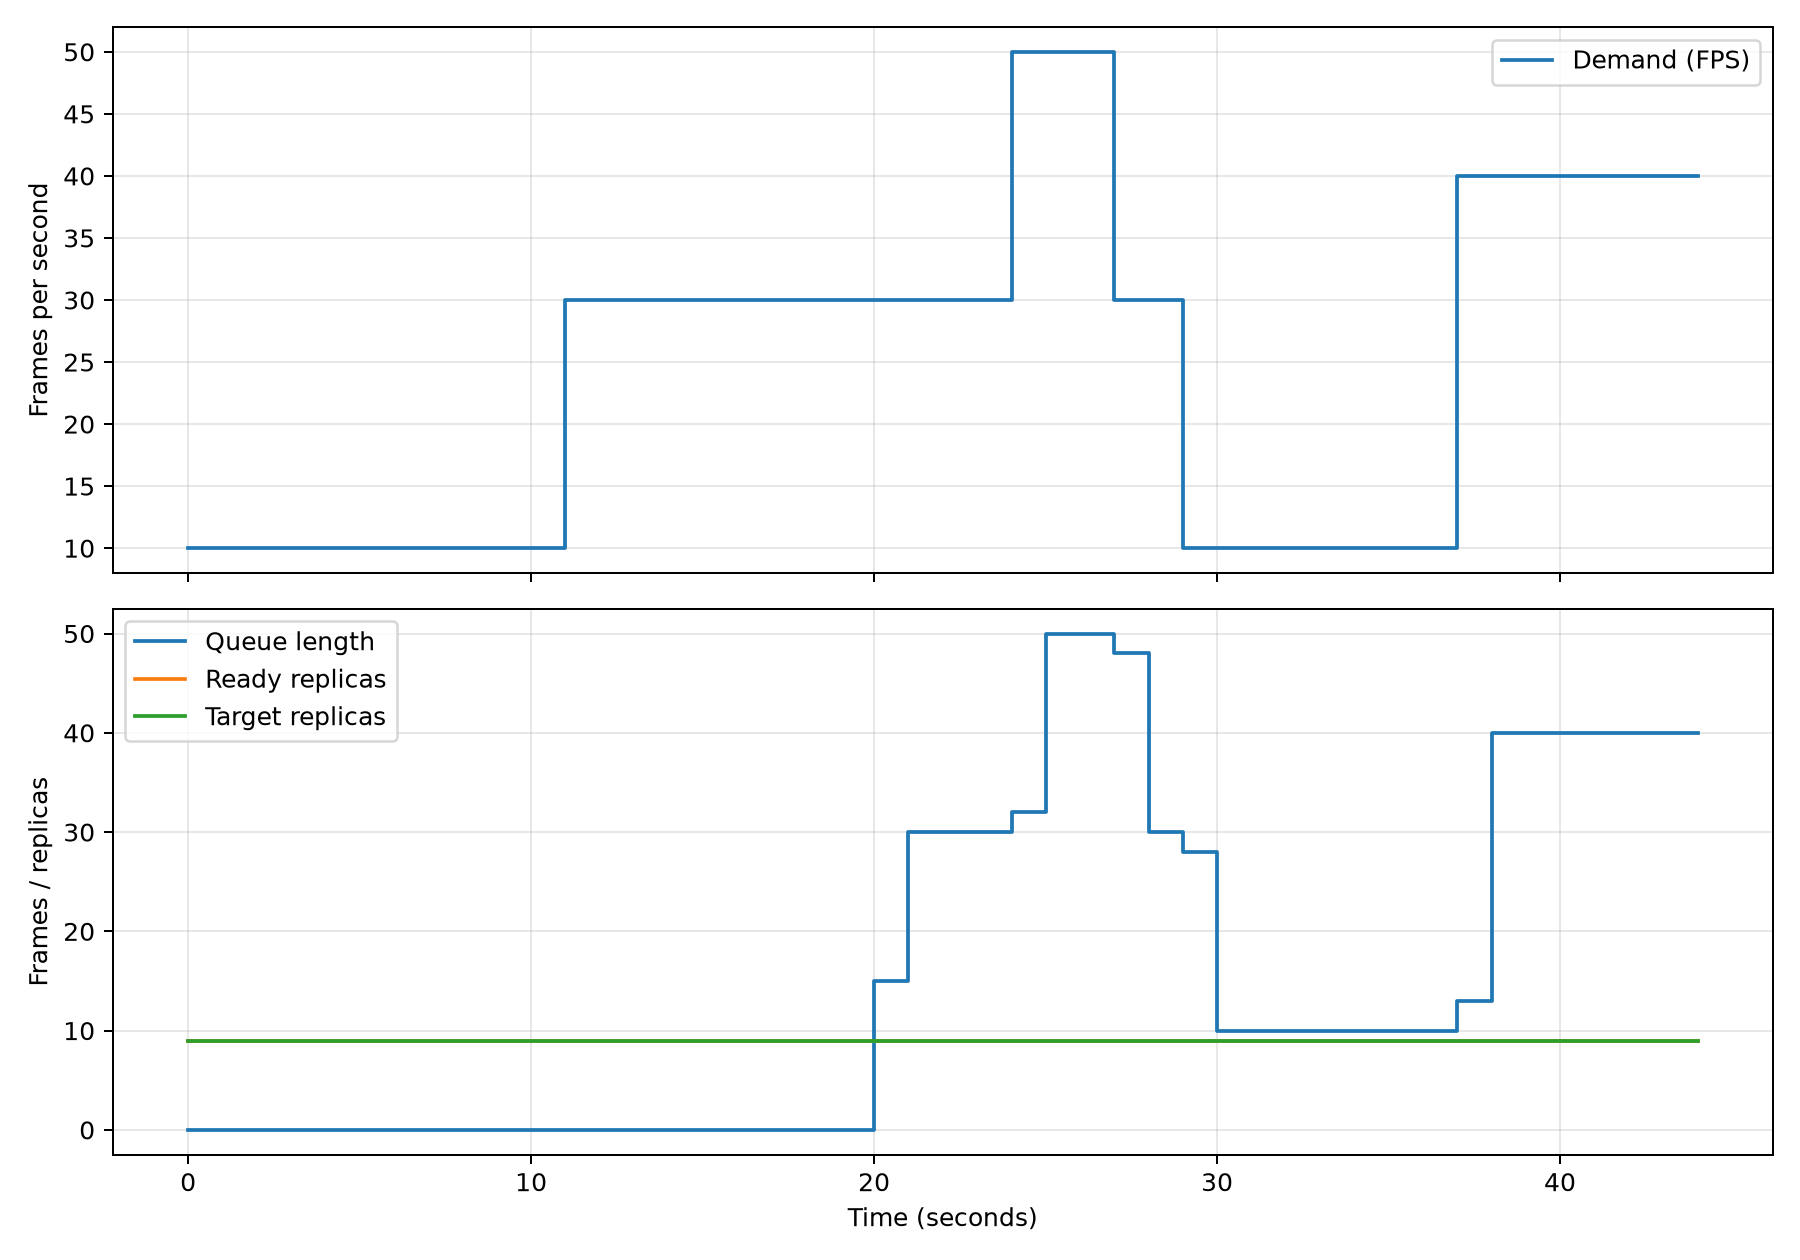 50
45
40
35
30
25
20
15
10
Frames per second
Demand (FPS)
50
40
30
20
10
0
Frames / replicas
Queue length
Ready replicas
Target replicas
0 10 20 30 40
Time (seconds)